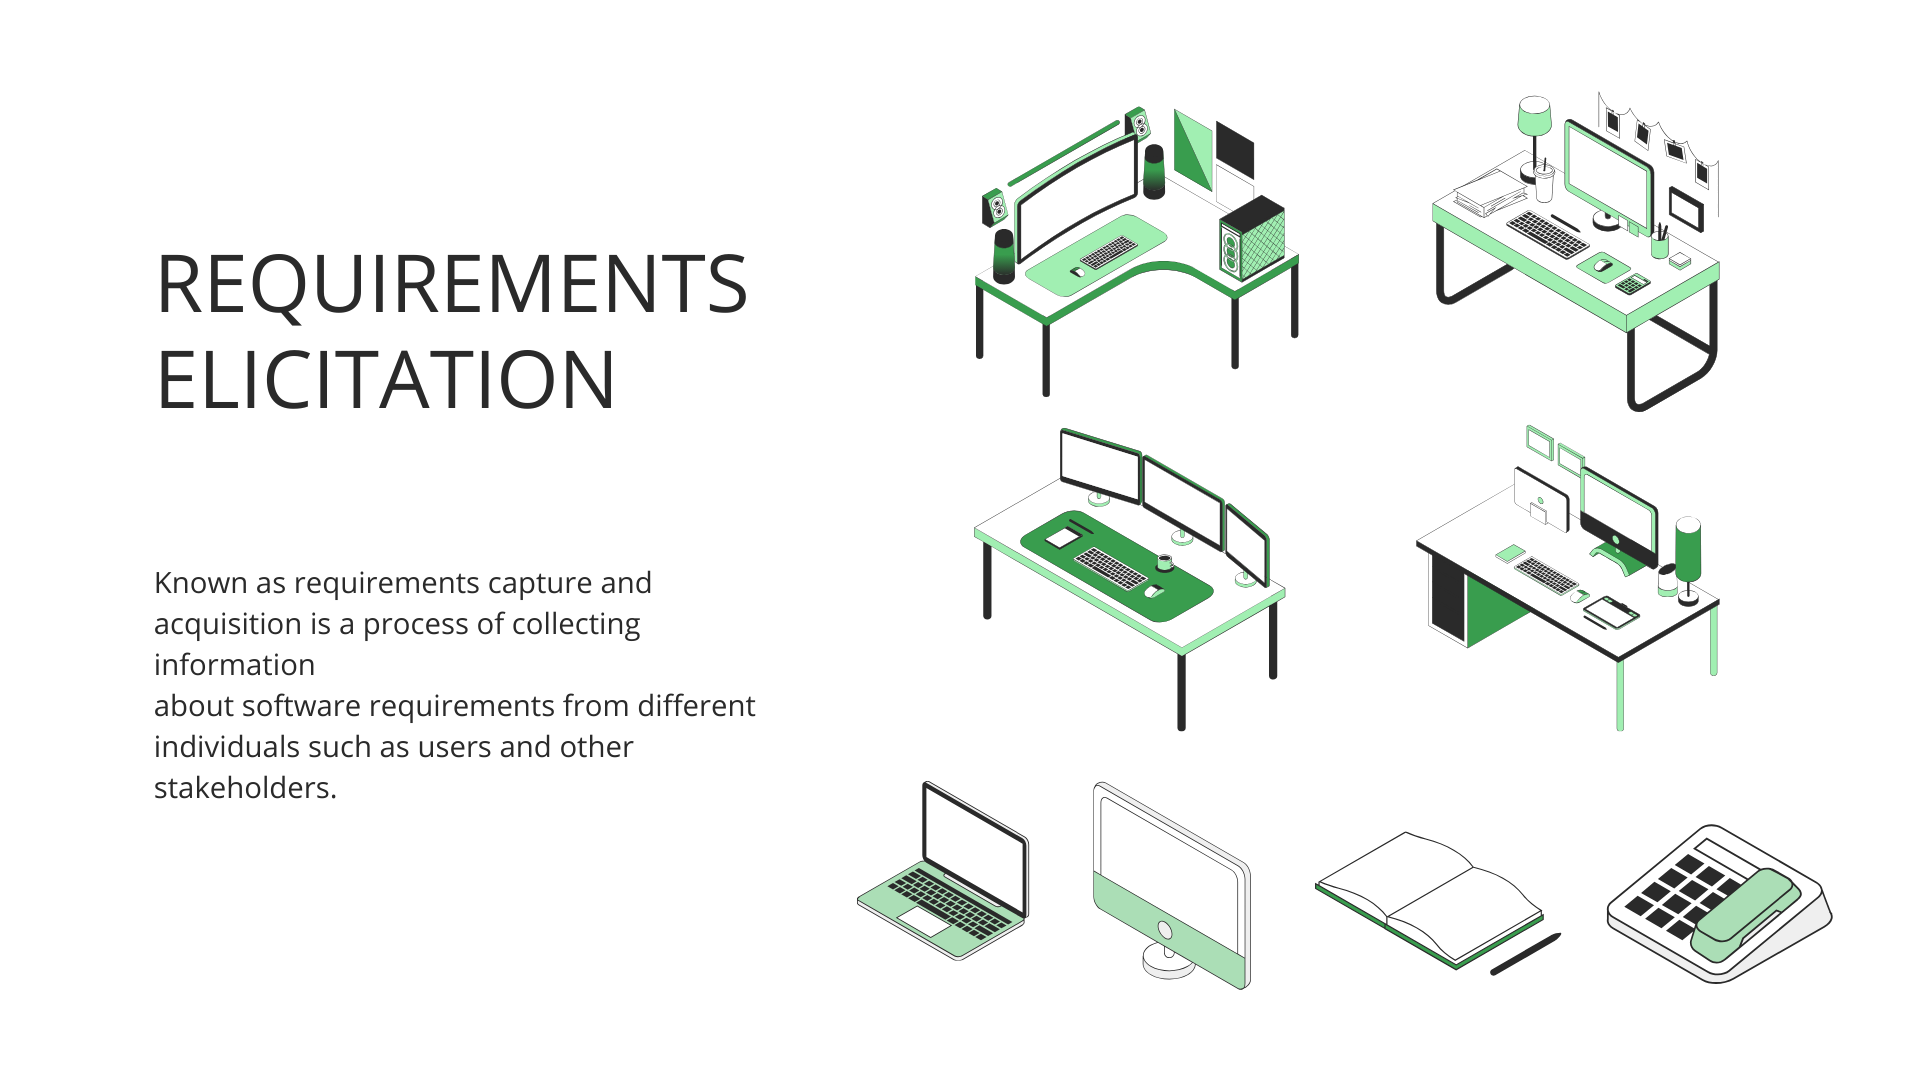 REQUIREMENTS
ELICITATION
Known as requirements capture and
acquisition is a process of collecting
information
about software requirements from different
individuals such as users and other
stakeholders.